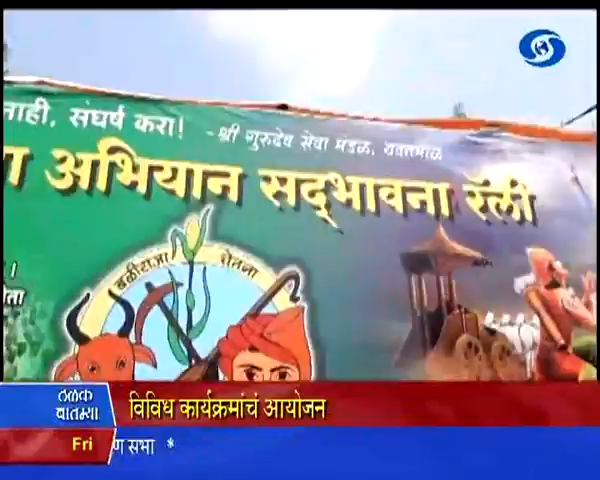 नाही, संघर्ष करा!
-श्री गुरुदेव सेवा मंडळ, यवतमाळ
अभियान सद्भावना रॅली
बळीराजा चेतना
ठळक
बातम्या
विविध कार्यक्रमांचं आयोजन
Fri
ण सभा *